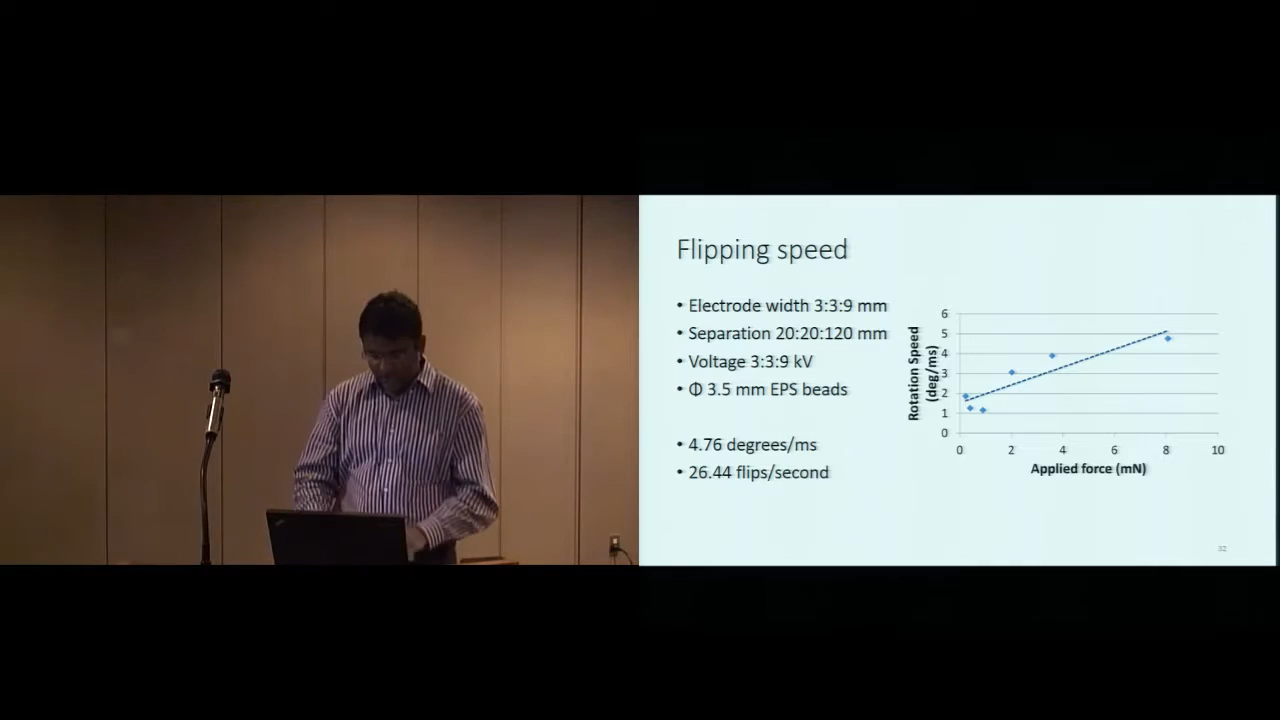 Flipping speed
• Electrode width 3:3:9 mm
• Separation 20:20:120 mm
• Voltage 3:3:9 kV
• Φ 3.5 mm EPS beads
• 4.76 degrees/ms
• 26.44 flips/second
Rotation Speed
(deg/ms)
6
5
4
3
2
1
0
0 2 4 6 8 10
Applied force (mN)
32